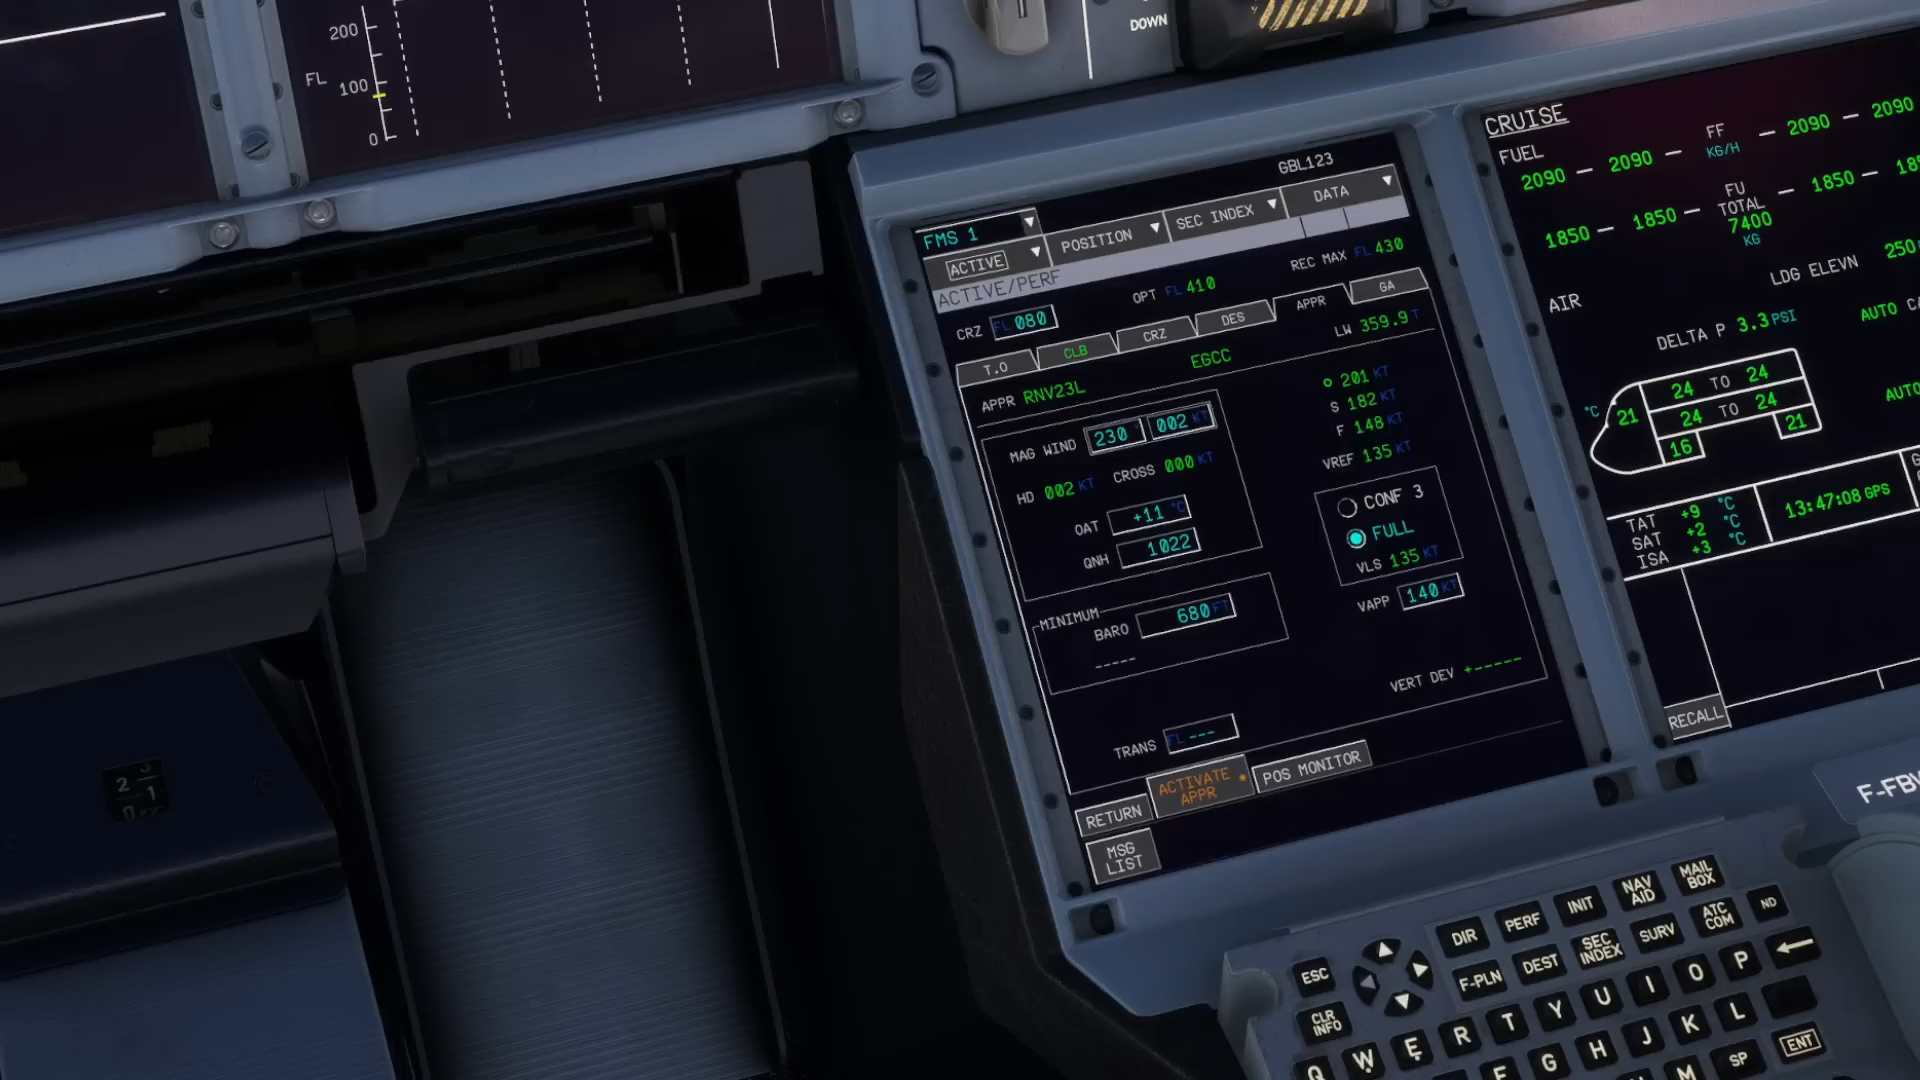 200
FL
100
0
DOWN
GBL123
FMS 1
ACTIVE
POSITION
SEC INDEX
DATA
ACTIVE/PERF
CRZ FL 080
OPT FL 410
REC MAX FL 430
T.O
CLB
CRZ
DES
APPR
GA
APPR RNV23L
EGCC
LW 359.9 T
MAG WIND 230 ° 002 KT
HD 002 KT
CROSS 000 KT
OAT +11 °C
QNH 1022
O 201 KT
S 182 KT
F 148 KT
VREF 135 KT
CONF 3
FULL
VLS 135 KT
VAPP 140 KT
MINIMUM
BARO 680 FT
-----
VERT DEV +-----
TRANS FL ---
RETURN
ACTIVATE
APPR
POS MONITOR
MSG
LIST
CRUISE
FUEL
FF
KG/H
2090 — 2090 —
— 2090 — 2090
FU
TOTAL
7400
KG
1850 — 1850 —
— 1850 —
AIR
LDG ELEVN 250
DELTA P 3.3 PSI
AUTO
°C
24 TO 24
21
24 TO 24
16
21
TAT +9 °C
SAT +2 °C
ISA +3 °C
13:47:08 GPS
RECALL
F-FB
ESC
DIR
PERF
INIT
NAV
AID
MAIL
BOX
F-PLN
DEST
SEC
INDEX
SURV
ATC
COM
ND
CLR
INFO
Q W E R T Y U I O P
F G H J K L
M SP ENT
2 1